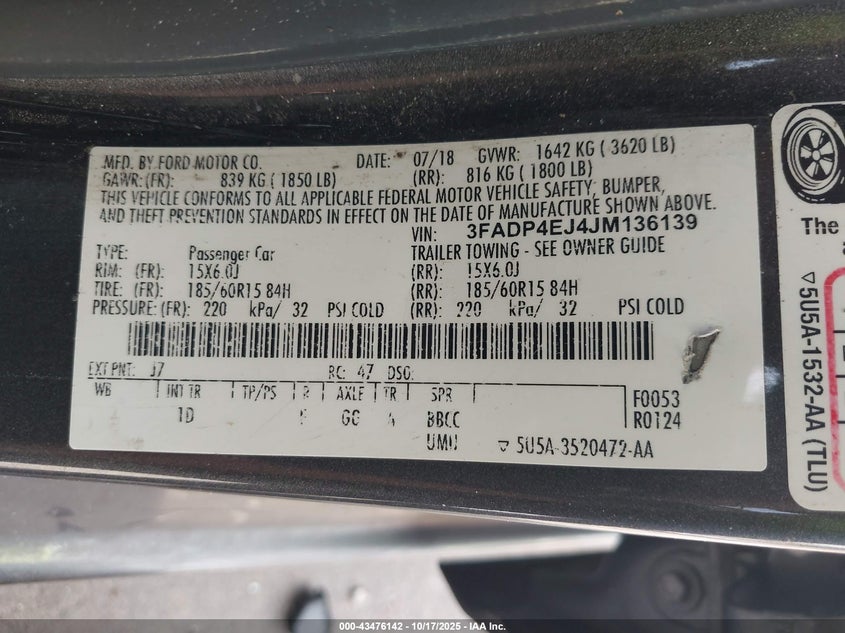 MFD. BY FORD MOTOR CO. DATE: 07/18 GVWR: 1642 KG ( 3620 LB)
GAWR:(FR): 839 KG ( 1850 LB) (RR): 816 KG ( 1800 LB)
THIS VEHICLE CONFORMS TO ALL APPLICABLE FEDERAL MOTOR VEHICLE SAFETY, BUMPER,
AND THEFT PREVENTION STANDARDS IN EFFECT ON THE DATE OF MANUFACTURE SHOWN ABOVE.
VIN: 3FADP4EJ4JM136139
TYPE: Passenger Car TRAILER TOWING - SEE OWNER GUIDE
RIM: (FR): 15X6.0J (RR): 15X6.0J
TIRE: (FR): 185/60R15 84H (RR): 185/60R15 84H
PRESSURE: (FR): 220 kPa/ 32 PSI COLD (RR): 220 kPa/ 32 PSI COLD
EXT PNT: J7 RC: 47 DSO:
WB INT TR TP/PS R AXLE TR SPR F0053
1D GG A BBCC R0124
UMU ▽ 5U5A-3520472-AA
The
▽5U5A-1532-AA (TLU)
000-43476142 | 10/17/2025 | IAAI